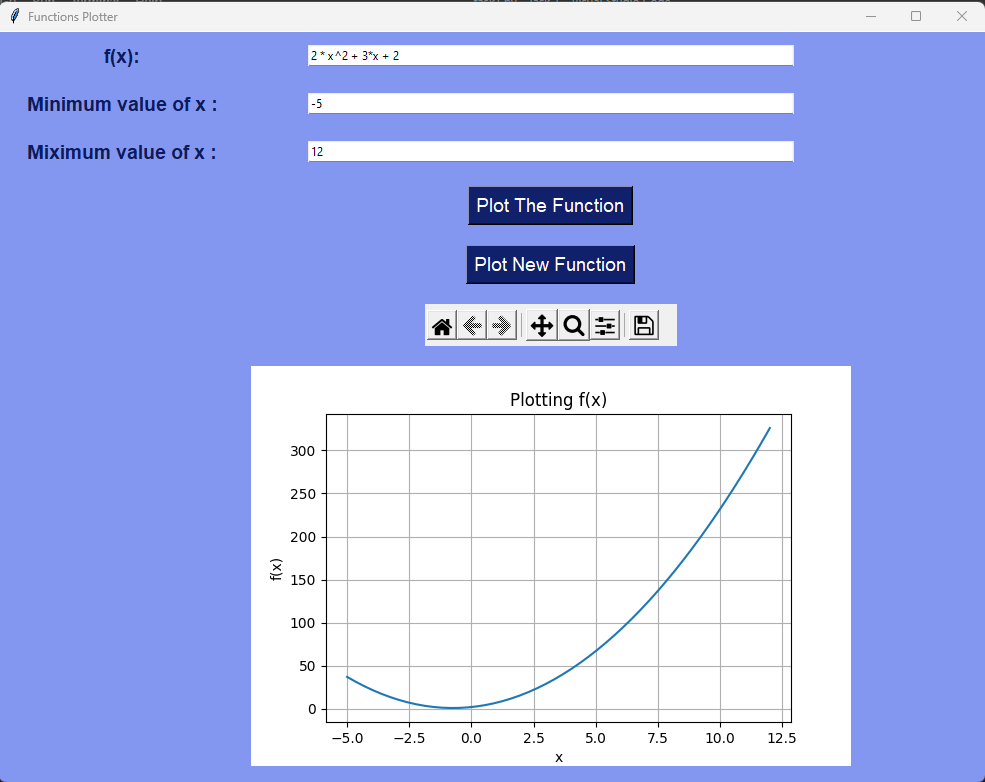 Functions Plotter
f(x): 2 * x^2 + 3*x + 2
Minimum value of x : -5
Miximum value of x : 12
Plot The Function
Plot New Function
Plotting f(x)
300
250
200
150
100
50
0
f(x)
−5.0 −2.5 0.0 2.5 5.0 7.5 10.0 12.5
x